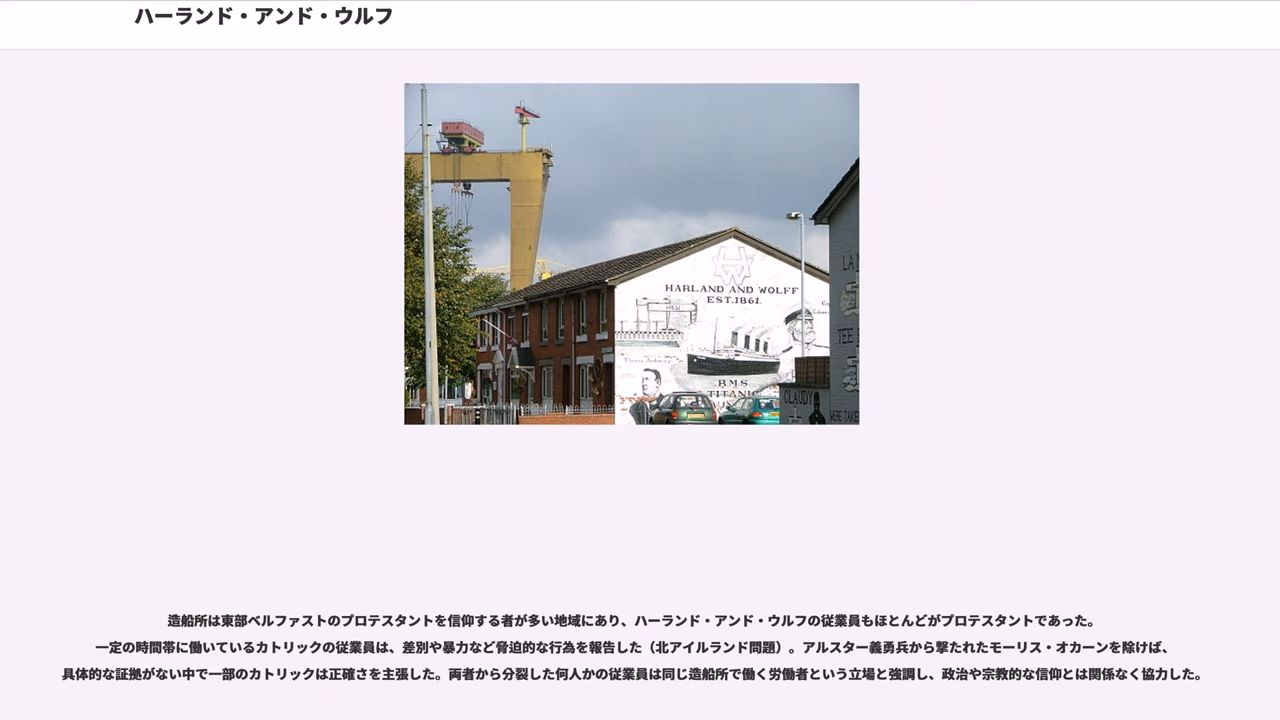 ハーランド・アンド・ウルフ
HARLAND AND WOLFF
EST.1861.
R.M.S
TITANIC
CLAUDY
LA
TEE
WERE TAKE
造船所は東部ベルファストのプロテスタントを信仰する者が多い地域にあり、ハーランド・アンド・ウルフの従業員もほとんどがプロテスタントであった。
一定の時間帯に働いているカトリックの従業員は、差別や暴力など脅迫的な行為を報告した（北アイルランド問題）。アルスター義勇兵から撃たれたモーリス・オカーンを除けば、
具体的な証拠がない中で一部のカトリックは正確さを主張した。両者から分裂した何人かの従業員は同じ造船所で働く労働者という立場と強調し、政治や宗教的な信仰とは関係なく協力した。